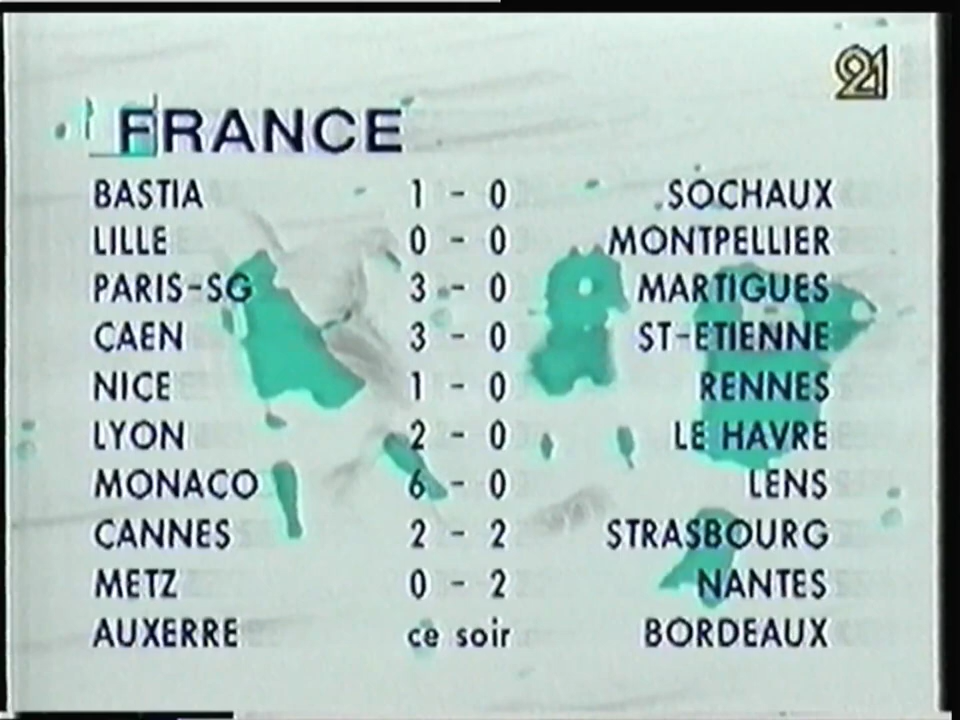 21
FRANCE
BASTIA 1 - 0 SOCHAUX
LILLE 0 - 0 MONTPELLIER
PARIS-SG 3 - 0 MARTIGUES
CAEN 3 - 0 ST-ETIENNE
NICE 1 - 0 RENNES
LYON 2 - 0 LE HAVRE
MONACO 6 - 0 LENS
CANNES 2 - 2 STRASBOURG
METZ 0 - 2 NANTES
AUXERRE ce soir BORDEAUX